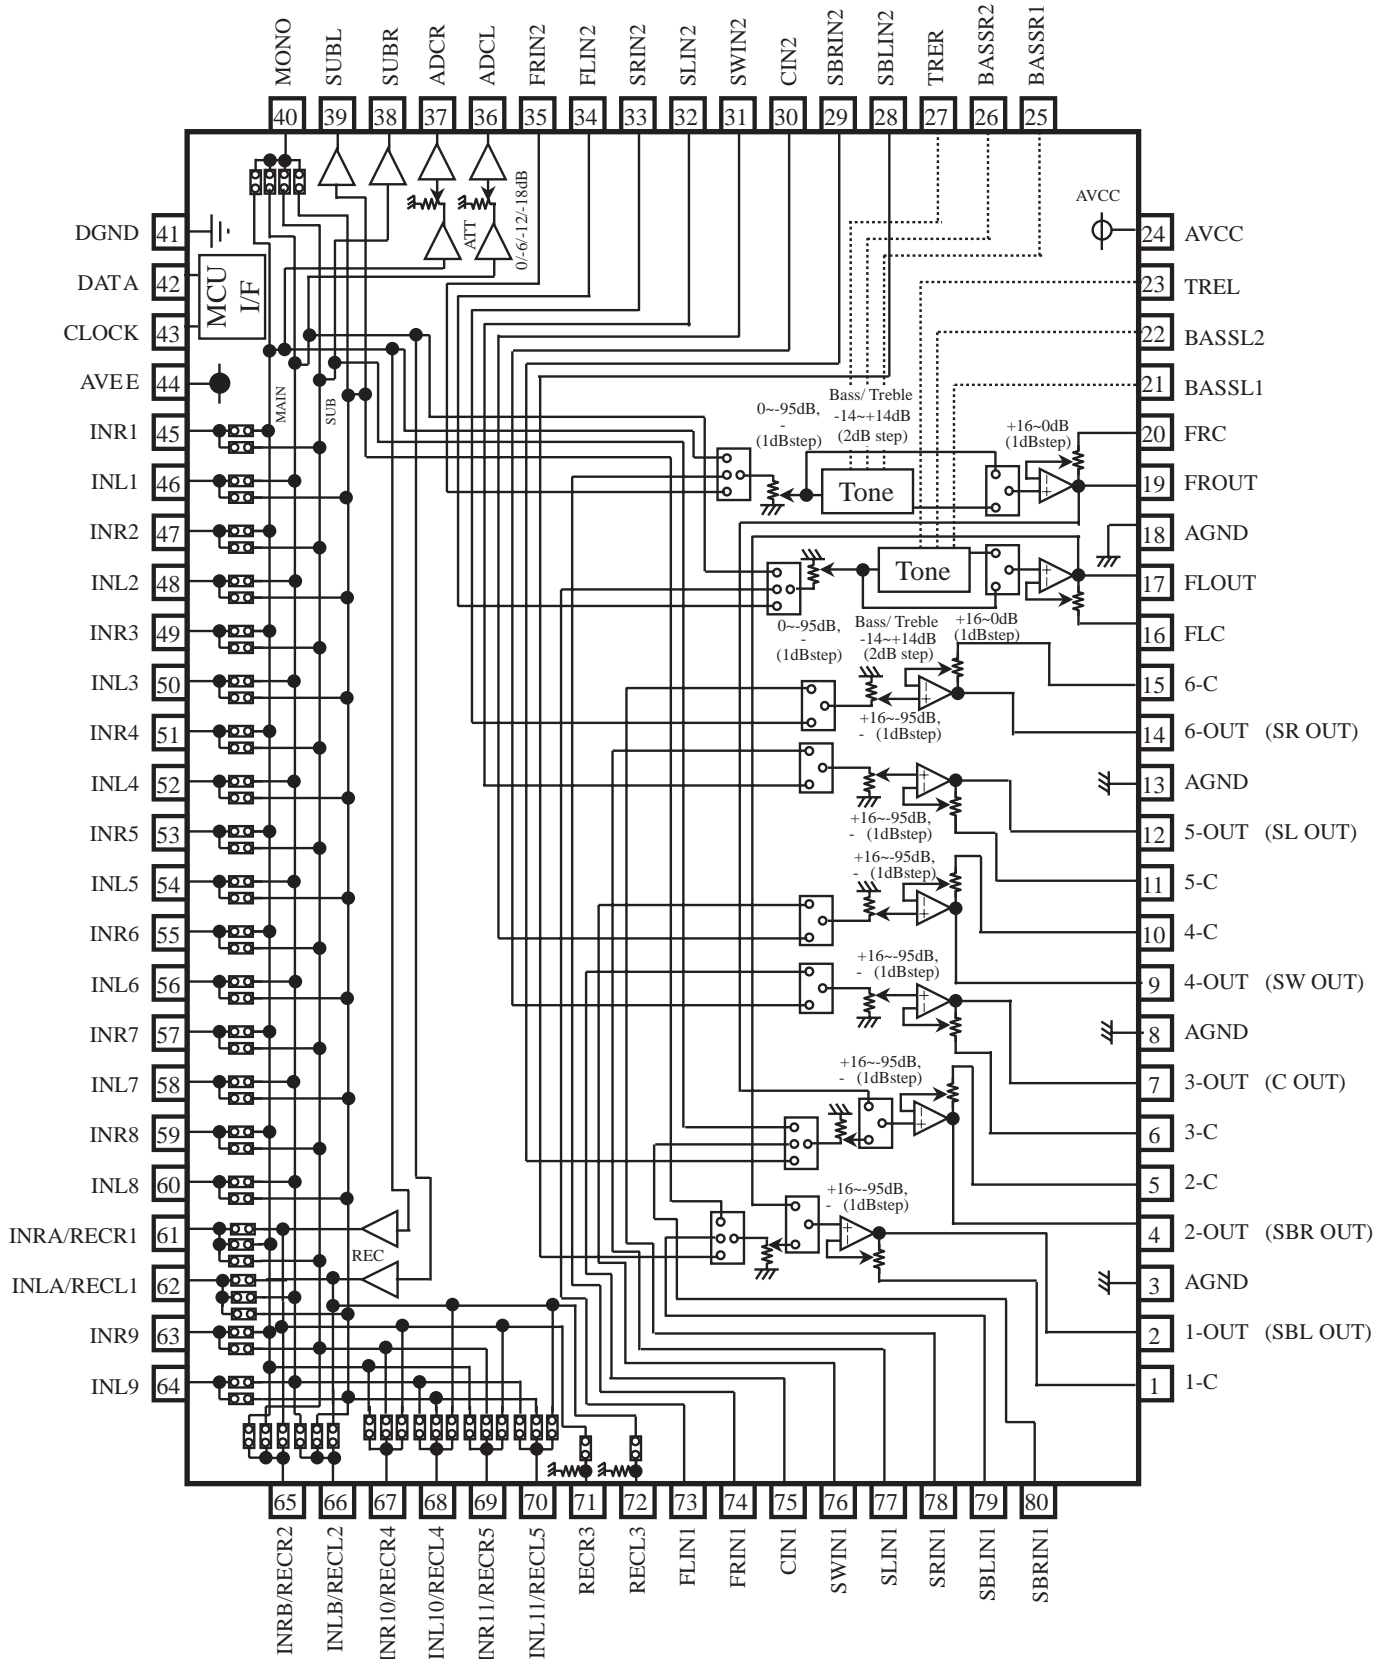 MONO
SUBL
SUBR
ADCR
ADCL
FRIN2
FLIN2
SRIN2
SLIN2
SWIN2
CIN2
SBRIN2
SBLIN2
TRER
BASSR2
BASSR1
40
39
38
37
36
35
34
33
32
31
30
29
28
27
26
25
DGND 41
DATA 42
CLOCK 43
AVEE 44
INR1 45
INL1 46
INR2 47
INL2 48
INR3 49
INL3 50
INR4 51
INL4 52
INR5 53
INL5 54
INR6 55
INL6 56
INR7 57
INL7 58
INR8 59
INL8 60
INRA/RECR1 61
INLA/RECL1 62
INR9 63
INL9 64
MCU
I/F
MAIN
SUB
REC
ATT
0/-6/-12/-18dB
AVCC
0~-95dB,
-
(1dBstep)
Bass/ Treble
-14~+14dB
(2dB step)
+16~0dB
(1dBstep)
Tone
Tone
0~-95dB,
-
(1dBstep)
Bass/ Treble
-14~+14dB
(2dB step)
+16~0dB
(1dBstep)
+16~-95dB,
- (1dBstep)
+16~-95dB,
- (1dBstep)
+16~-95dB,
- (1dBstep)
+16~-95dB,
- (1dBstep)
+16~-95dB,
- (1dBstep)
+16~-95dB,
- (1dBstep)
24 AVCC
23 TREL
22 BASSL2
21 BASSL1
20 FRC
19 FROUT
18 AGND
17 FLOUT
16 FLC
15 6-C
14 6-OUT (SR OUT)
13 AGND
12 5-OUT (SL OUT)
11 5-C
10 4-C
9 4-OUT (SW OUT)
8 AGND
7 3-OUT (C OUT)
6 3-C
5 2-C
4 2-OUT (SBR OUT)
3 AGND
2 1-OUT (SBL OUT)
1 1-C
65
66
67
68
69
70
71
72
73
74
75
76
77
78
79
80
INRB/RECR2
INLB/RECL2
INR10/RECR4
INL10/RECL4
INR11/RECR5
INL11/RECL5
RECR3
RECL3
FLIN1
FRIN1
CIN1
SWIN1
SLIN1
SRIN1
SBLIN1
SBRIN1